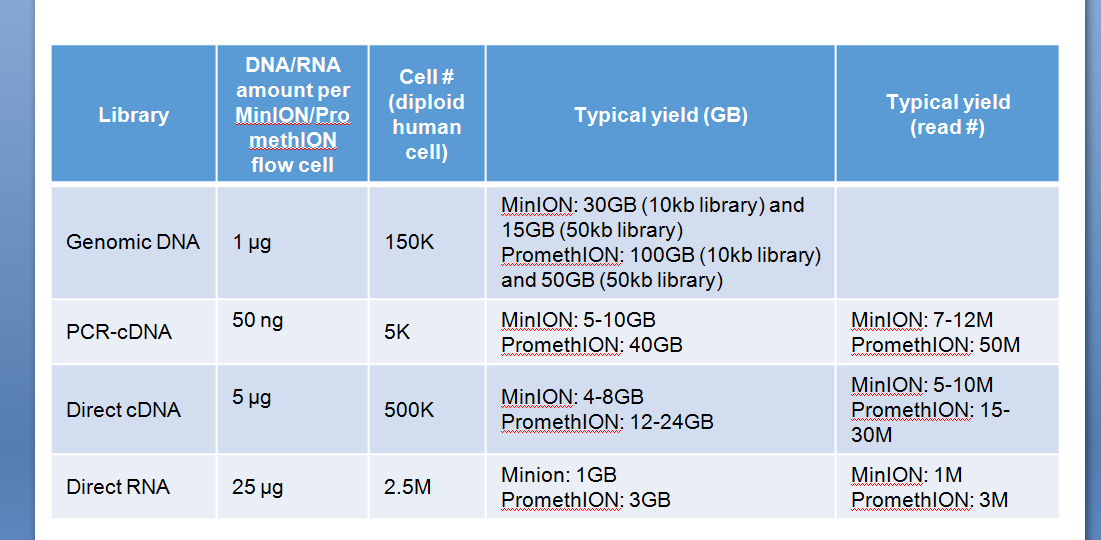 Library
DNA/RNA
amount per
MinION/Pro
methION
flow cell
Cell #
(diploid
human
cell)
Typical yield (GB)
Typical yield
(read #)
Genomic DNA
1 µg
150K
MinION: 30GB (10kb library) and
15GB (50kb library)
PromethION: 100GB (10kb library)
and 50GB (50kb library)
PCR-cDNA
50 ng
5K
MinION: 5-10GB
PromethION: 40GB
MinION: 7-12M
PromethION: 50M
Direct cDNA
5 µg
500K
MinION: 4-8GB
PromethION: 12-24GB
MinION: 5-10M
PromethION: 15-
30M
Direct RNA
25 µg
2.5M
Minion: 1GB
PromethION: 3GB
MinION: 1M
PromethION: 3M